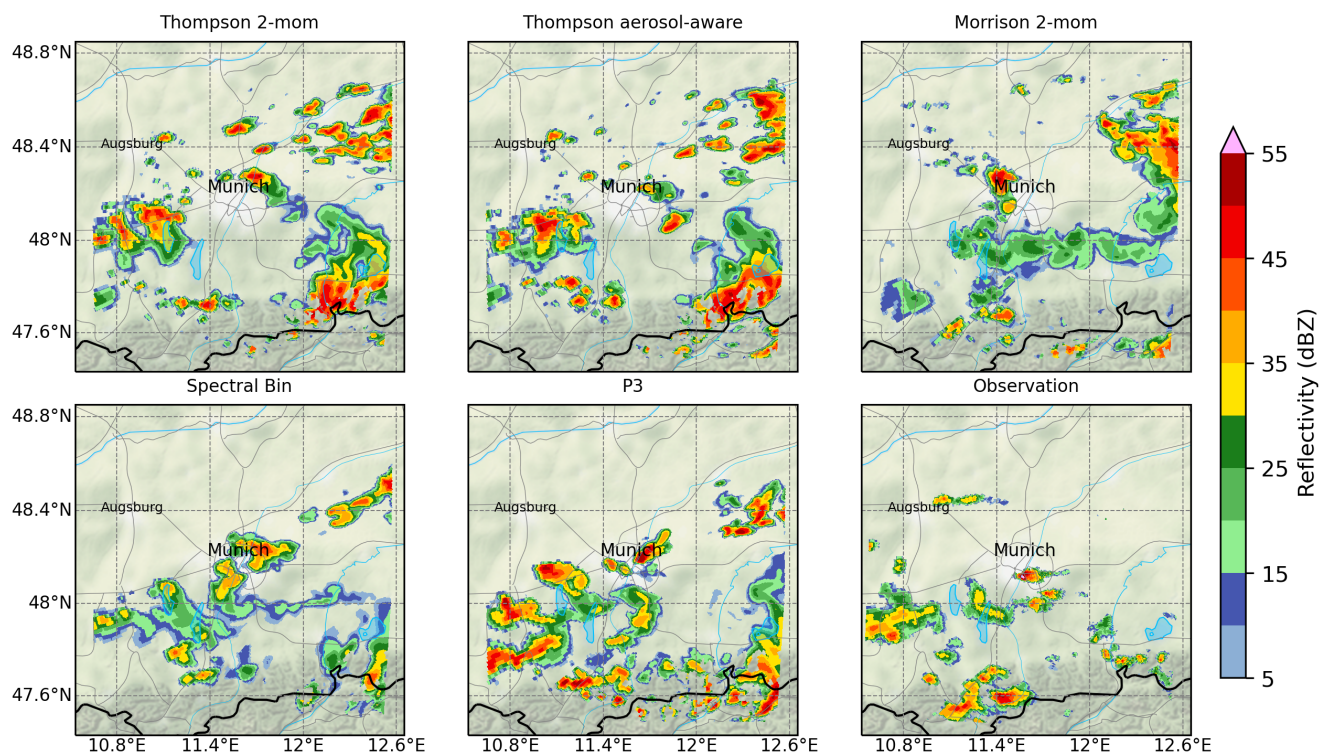 Thompson 2-mom
Thompson aerosol-aware
Morrison 2-mom
48.8°N
48.4°N
48°N
47.6°N
Augsburg
Munich
Augsburg
Munich
Augsburg
Munich
55
45
35
25
15
5
Reflectivity (dBZ)
Spectral Bin
P3
Observation
48.8°N
48.4°N
48°N
47.6°N
Augsburg
Munich
Augsburg
Munich
Augsburg
Munich
10.8°E 11.4°E 12°E 12.6°E
10.8°E 11.4°E 12°E 12.6°E
10.8°E 11.4°E 12°E 12.6°E